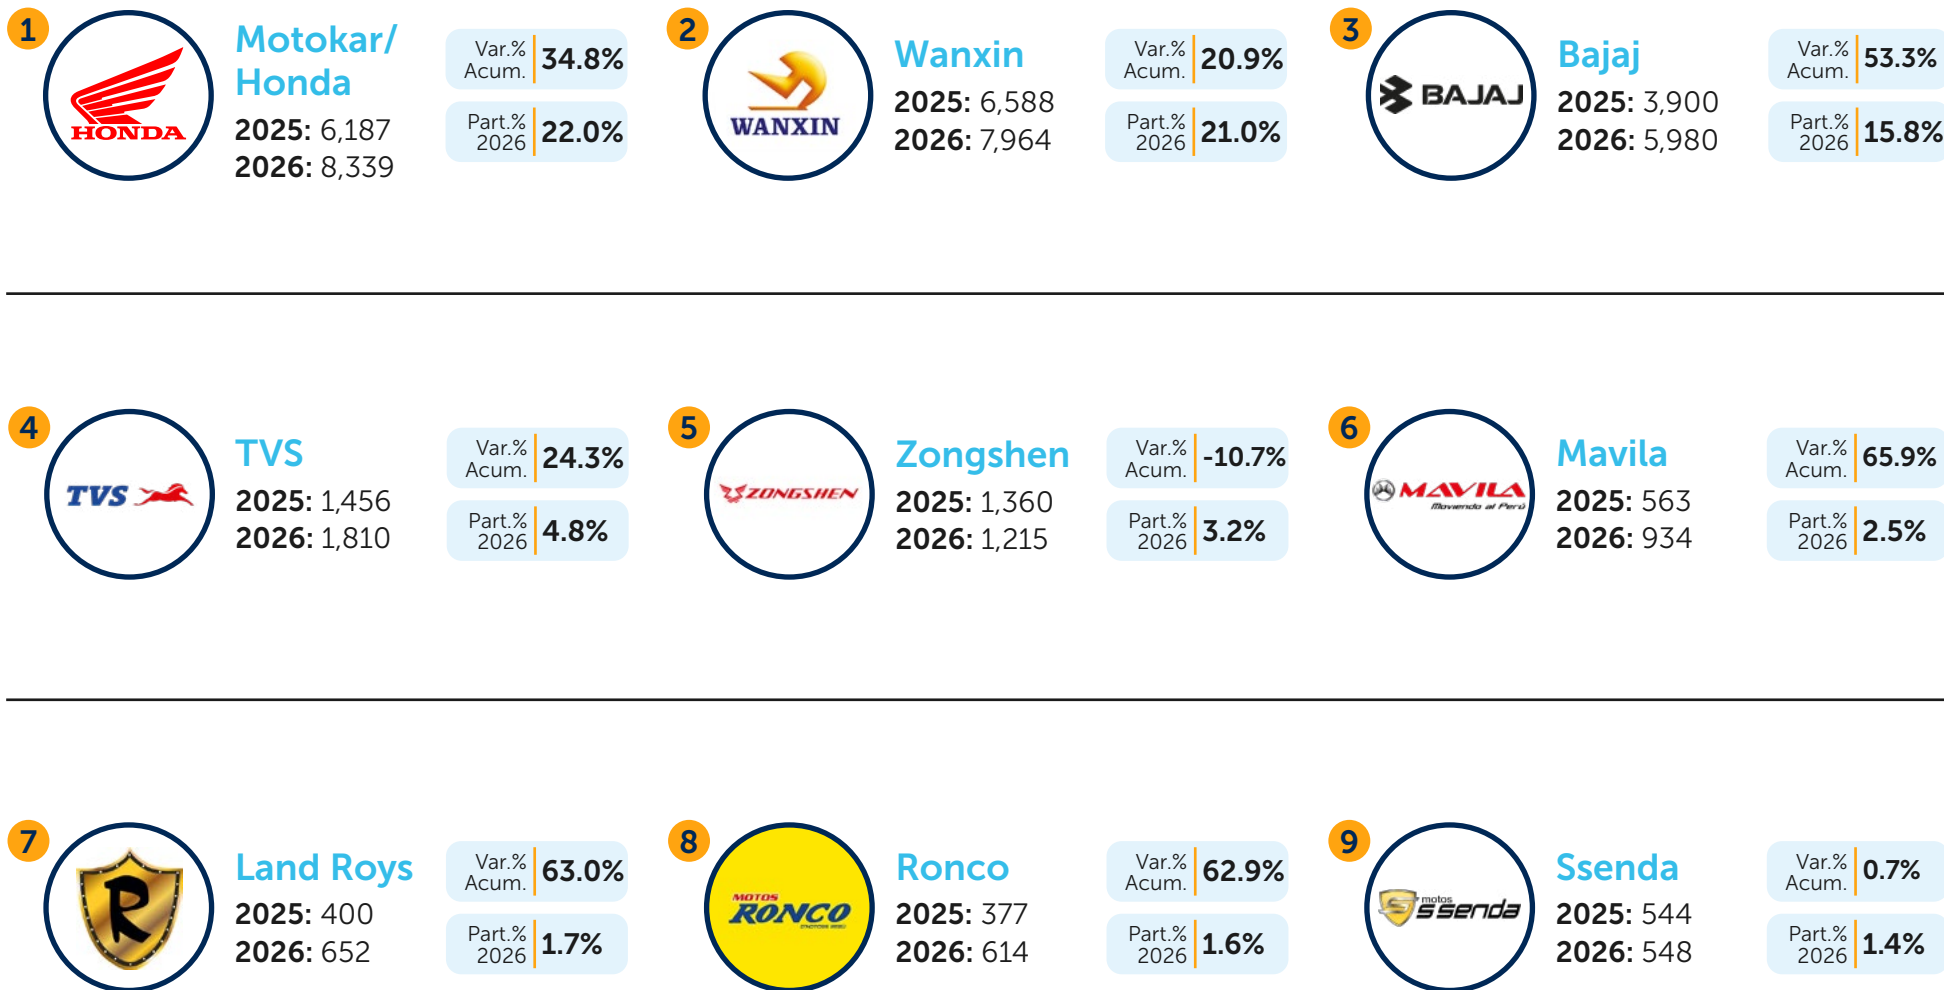 1
HONDA
Motokar/
Honda
2025: 6,187
2026: 8,339
Var.%
Acum.
34.8%
Part.%
2026
22.0%
2
WANXIN
Wanxin
2025: 6,588
2026: 7,964
Var.%
Acum.
20.9%
Part.%
2026
21.0%
3
BAJAJ
Bajaj
2025: 3,900
2026: 5,980
Var.%
Acum.
53.3%
Part.%
2026
15.8%
4
TVS
TVS
2025: 1,456
2026: 1,810
Var.%
Acum.
24.3%
Part.%
2026
4.8%
5
ZONGSHEN
Zongshen
2025: 1,360
2026: 1,215
Var.%
Acum.
-10.7%
Part.%
2026
3.2%
6
MAVILA
Moviendo al Perú
Mavila
2025: 563
2026: 934
Var.%
Acum.
65.9%
Part.%
2026
2.5%
7
R
Land Roys
2025: 400
2026: 652
Var.%
Acum.
63.0%
Part.%
2026
1.7%
8
MOTOS
RONCO
Ronco
2025: 377
2026: 614
Var.%
Acum.
62.9%
Part.%
2026
1.6%
9
motos
ssenda
Ssenda
2025: 544
2026: 548
Var.%
Acum.
0.7%
Part.%
2026
1.4%